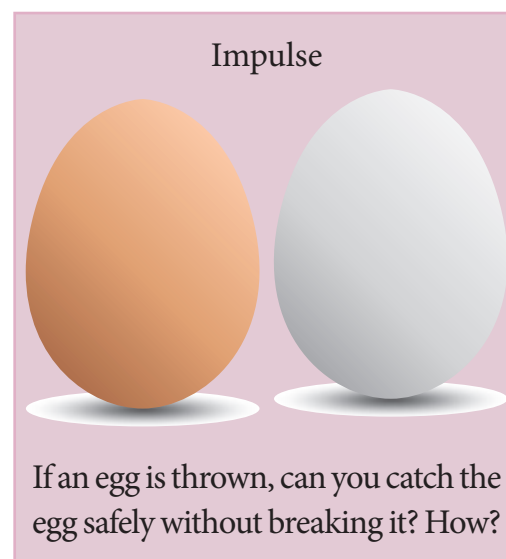 Impulse
If an egg is thrown, can you catch the
egg safely without breaking it? How?